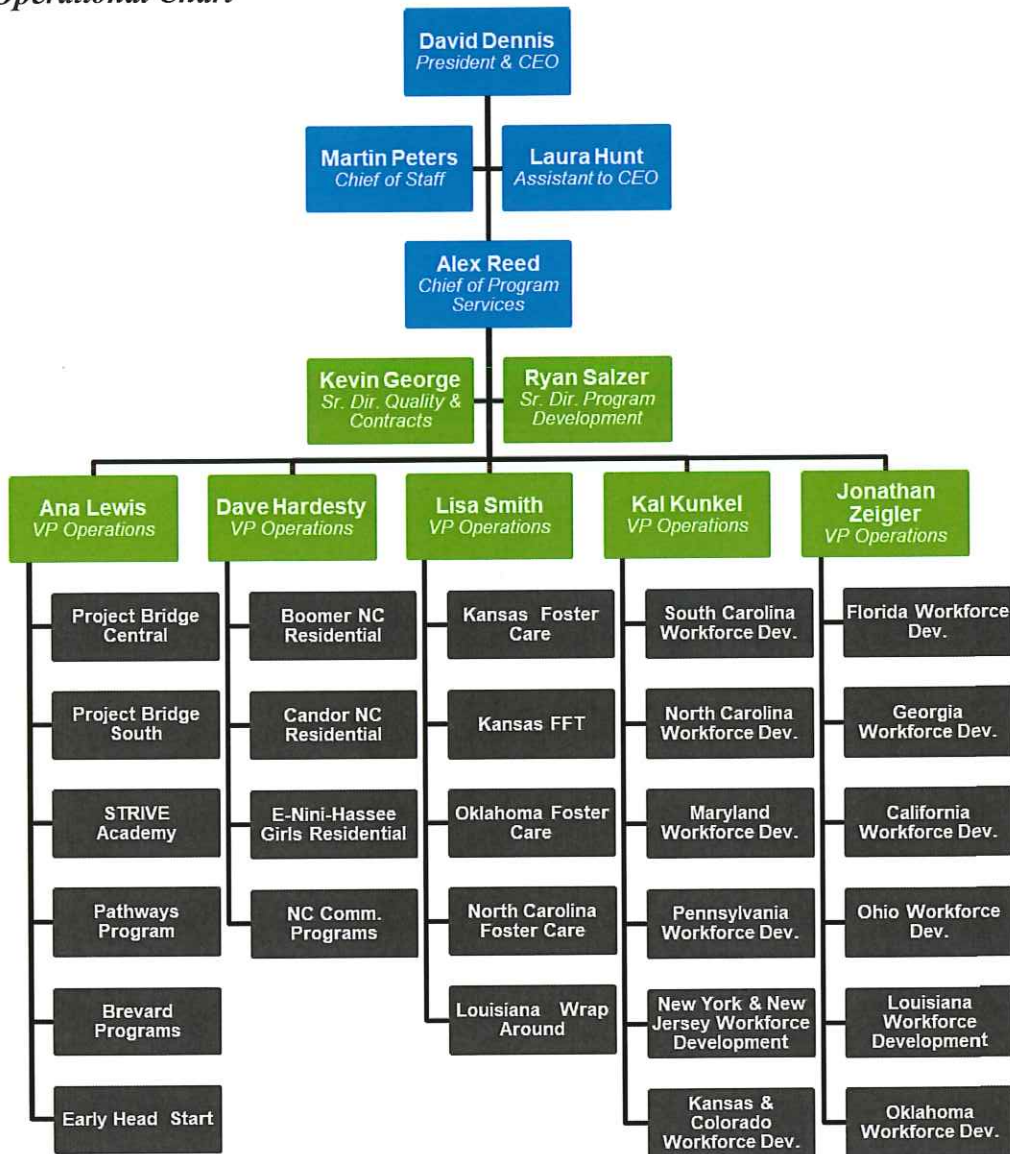 Operational Chart
David Dennis
President & CEO
Martin Peters
Chief of Staff
Laura Hunt
Assistant to CEO
Alex Reed
Chief of Program
Services
Kevin George
Sr. Dir. Quality &
Contracts
Ryan Salzer
Sr. Dir. Program
Development
Ana Lewis
VP Operations
Dave Hardesty
VP Operations
Lisa Smith
VP Operations
Kal Kunkel
VP Operations
Jonathan
Zeigler
VP Operations
Project Bridge
Central
Project Bridge
South
STRIVE
Academy
Pathways
Program
Brevard
Programs
Early Head Start
Boomer NC
Residential
Candor NC
Residential
E-Nini-Hassee
Girls Residential
NC Comm.
Programs
Kansas Foster
Care
Kansas FFT
Oklahoma Foster
Care
North Carolina
Foster Care
Louisiana Wrap
Around
South Carolina
Workforce Dev.
North Carolina
Workforce Dev.
Maryland
Workforce Dev.
Pennsylvania
Workforce Dev.
New York & New
Jersey Workforce
Development
Kansas &
Colorado
Workforce Dev.
Florida Workforce
Dev.
Georgia
Workforce Dev.
California
Workforce Dev.
Ohio Workforce
Dev.
Louisiana
Workforce
Development
Oklahoma
Workforce Dev.